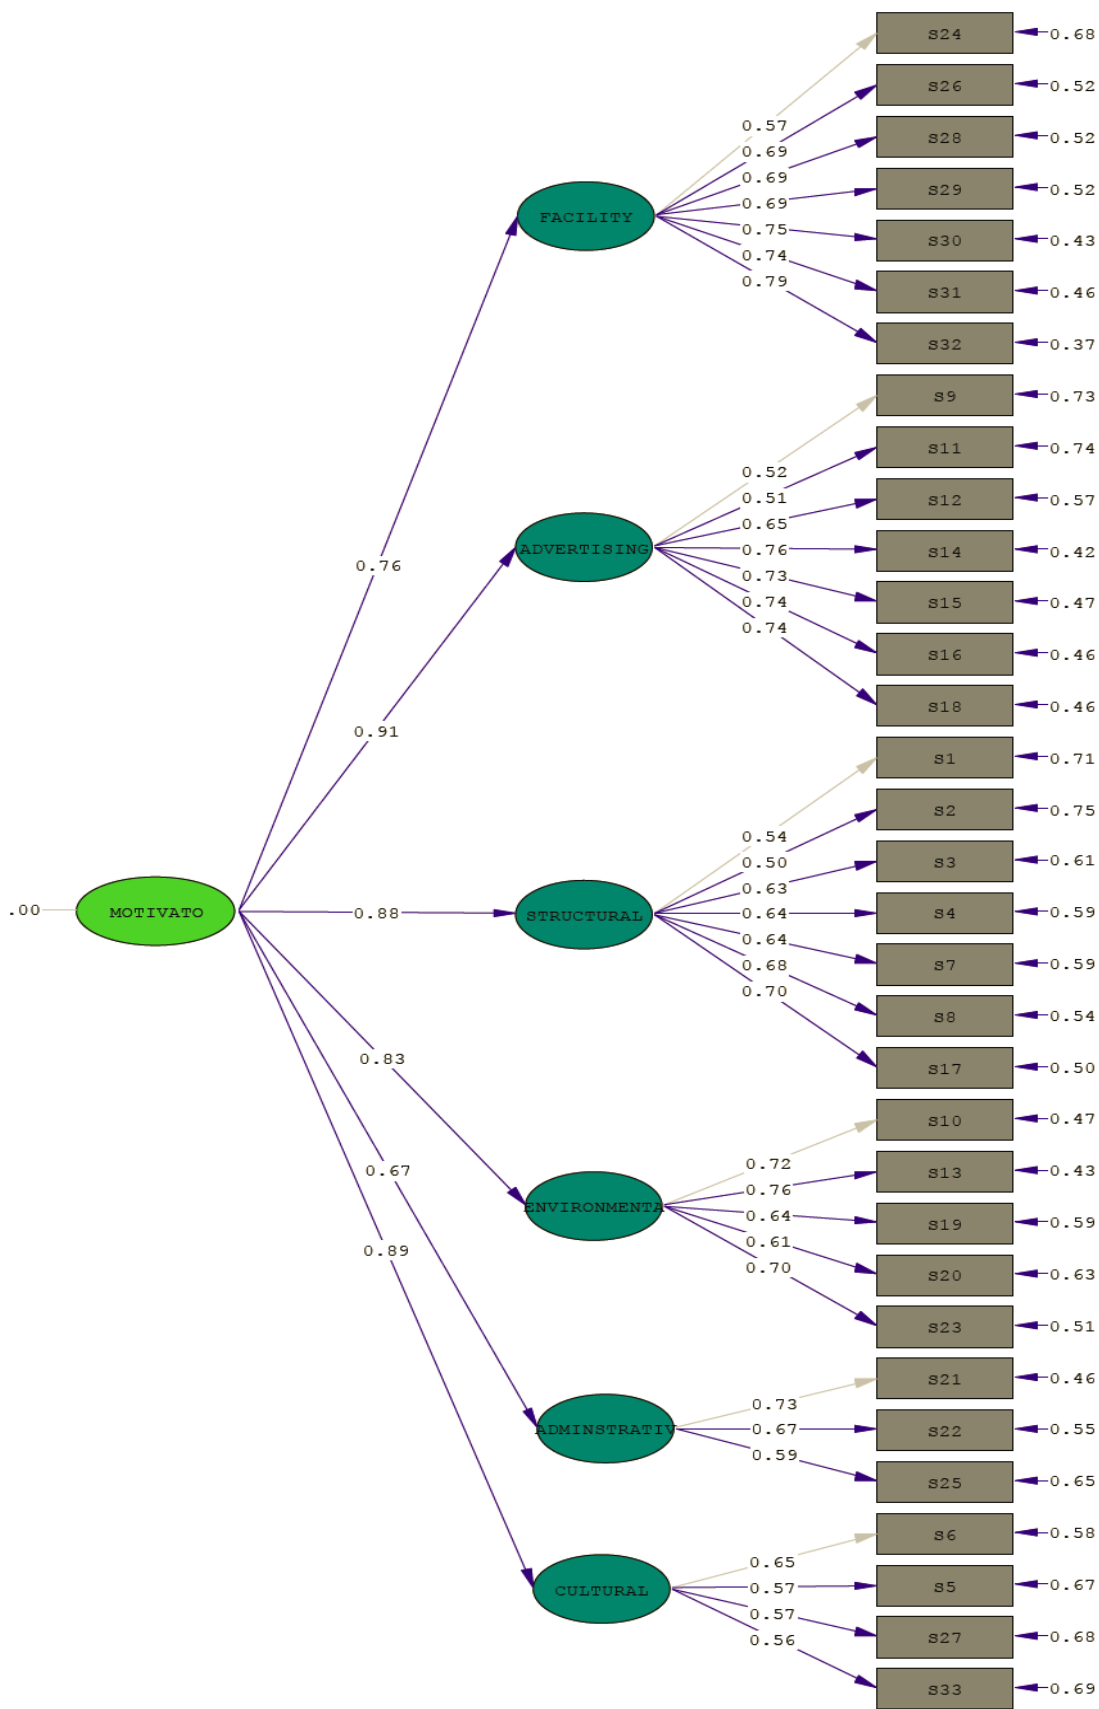 S24
0.68
S26
0.52
0.57
S28
0.52
0.69
0.69
S29
0.52
0.69
FACILITY
0.75
S30
0.43
0.74
0.79
S31
0.46
S32
0.37
S9
0.73
S11
0.74
0.52
0.51
S12
0.57
0.65
ADVERTISING
0.76
S14
0.42
0.76
0.73
S15
0.47
0.74
0.74
S16
0.46
S18
0.46
0.91
S1
0.71
S2
0.75
0.54
0.50
S3
0.61
0.63
.00
MOTIVATO
0.88
STRUCTURAL
0.64
S4
0.59
0.64
S7
0.59
0.68
0.70
S8
0.54
S17
0.50
0.83
S10
0.47
0.72
S13
0.43
0.67
0.76
ENVIRONMENTA
0.64
S19
0.59
0.89
0.61
0.70
S20
0.63
S23
0.51
S21
0.46
0.73
ADMINSTRATIV
0.67
S22
0.55
0.59
S25
0.65
S6
0.58
0.65
CULTURAL
0.57
S5
0.67
0.57
0.56
S27
0.68
S33
0.69